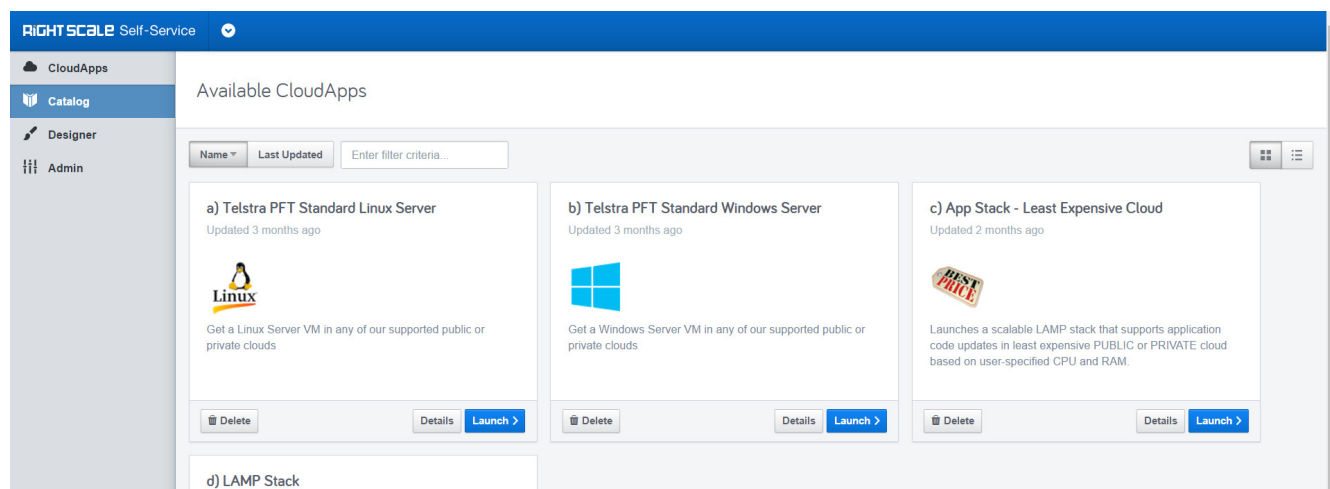 RIGHTSCALE Self-Service
CloudApps
Catalog
Designer
Admin
Available CloudApps
Name Last Updated Enter filter criteria...
a) Telstra PFT Standard Linux Server
Updated 3 months ago
Linux
Get a Linux Server VM in any of our supported public or
private clouds
Delete Details Launch >
b) Telstra PFT Standard Windows Server
Updated 3 months ago
Get a Windows Server VM in any of our supported public or
private clouds
Delete Details Launch >
c) App Stack - Least Expensive Cloud
Updated 2 months ago
BEST
PRICE
Launches a scalable LAMP stack that supports application
code updates in least expensive PUBLIC or PRIVATE cloud
based on user-specified CPU and RAM.
Delete Details Launch >
d) LAMP Stack